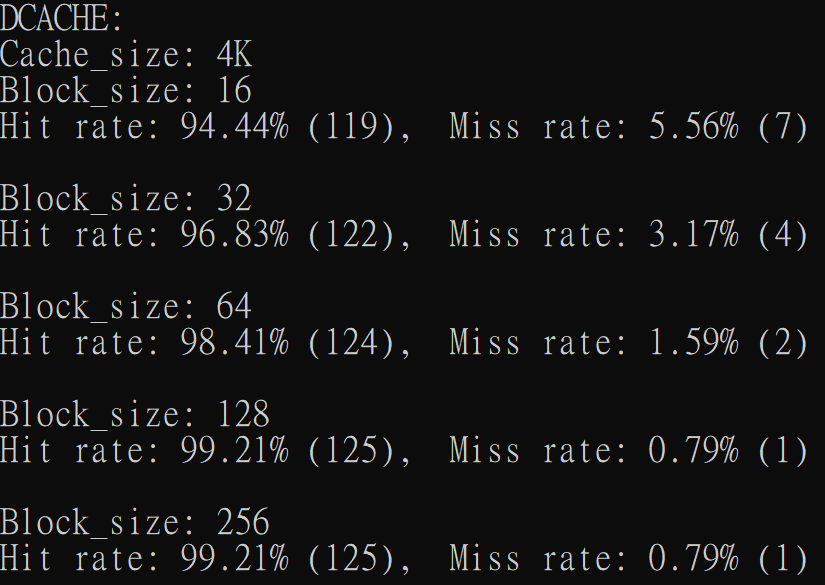 DCACHE:
Cache_size: 4K
Block_size: 16
Hit rate: 94.44% (119),  Miss rate: 5.56% (7)
Block_size: 32
Hit rate: 96.83% (122),  Miss rate: 3.17% (4)
Block_size: 64
Hit rate: 98.41% (124),  Miss rate: 1.59% (2)
Block_size: 128
Hit rate: 99.21% (125),  Miss rate: 0.79% (1)
Block_size: 256
Hit rate: 99.21% (125),  Miss rate: 0.79% (1)